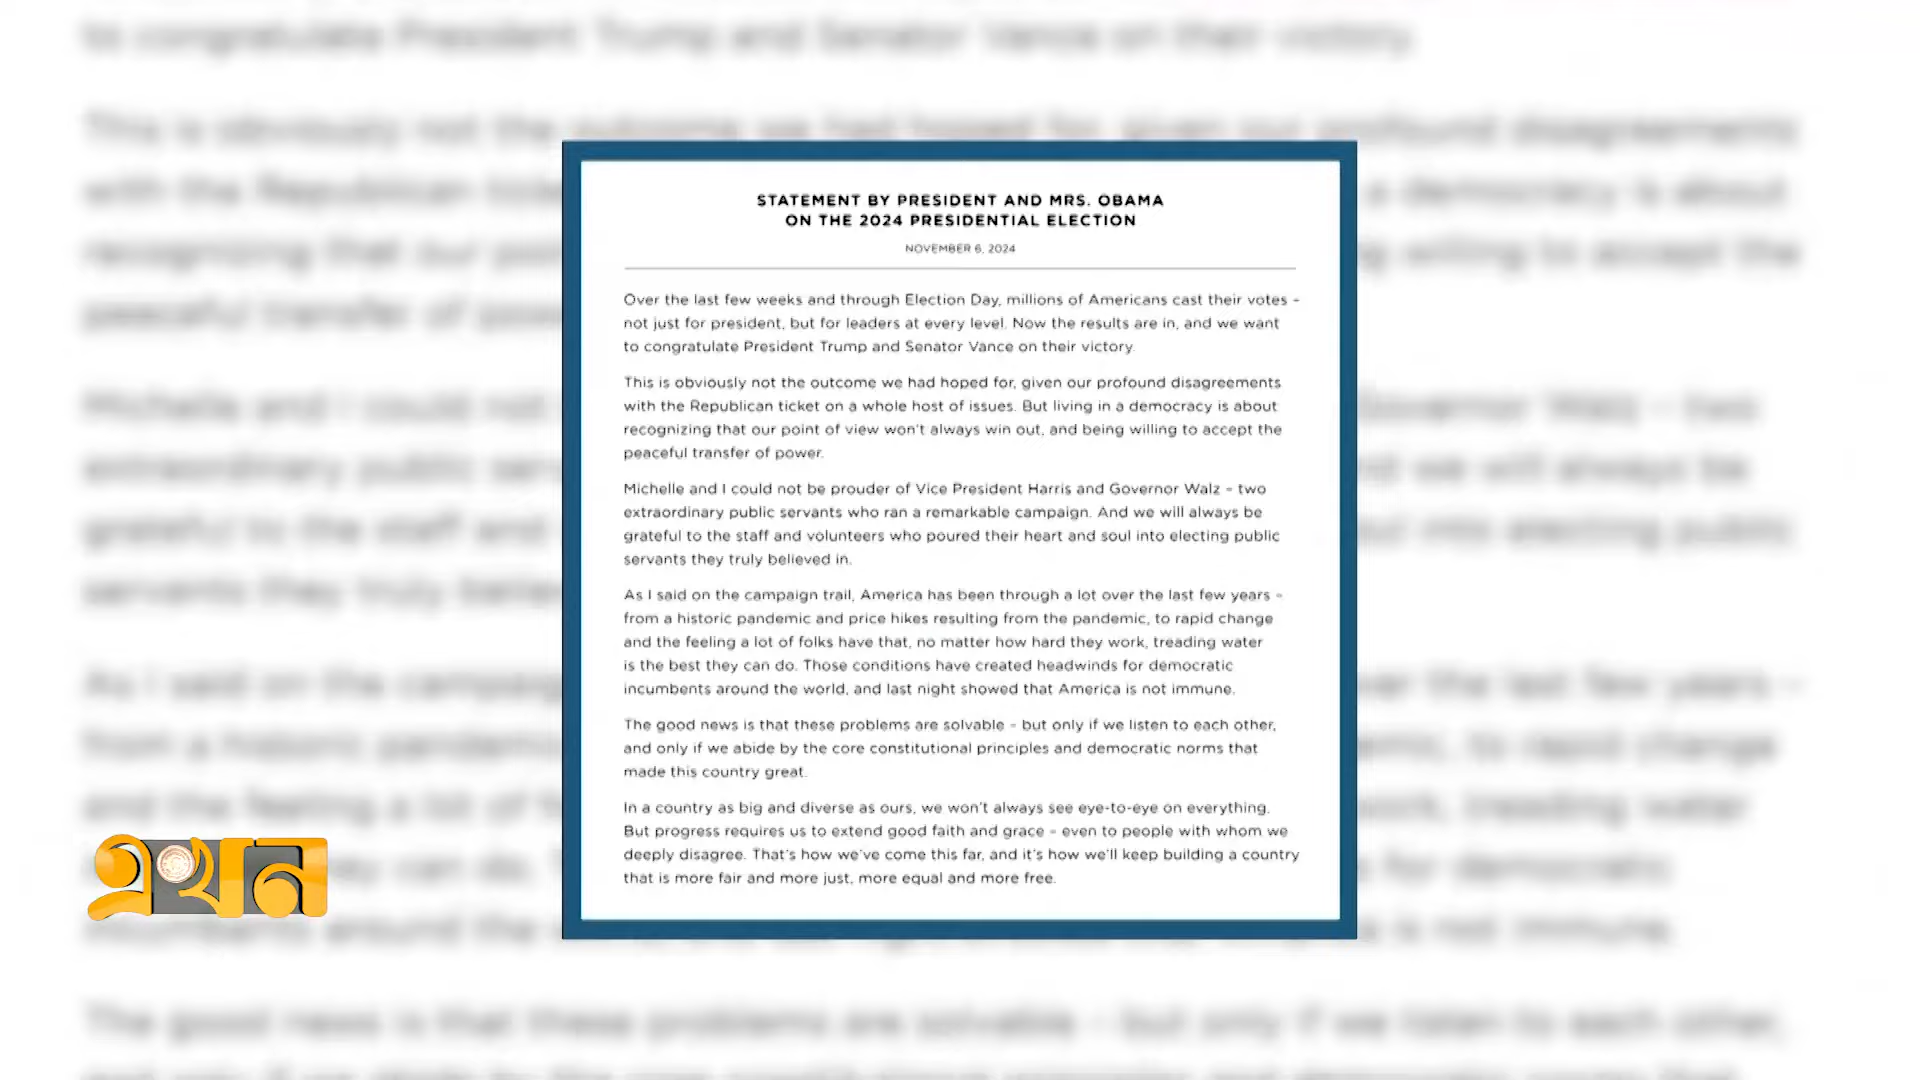 STATEMENT BY PRESIDENT AND MRS. OBAMA
ON THE 2024 PRESIDENTIAL ELECTION
NOVEMBER 6, 2024
Over the last few weeks and through Election Day, millions of Americans cast their votes –
not just for president, but for leaders at every level. Now the results are in, and we want
to congratulate President Trump and Senator Vance on their victory.
This is obviously not the outcome we had hoped for, given our profound disagreements
with the Republican ticket on a whole host of issues. But living in a democracy is about
recognizing that our point of view won't always win out, and being willing to accept the
peaceful transfer of power.
Michelle and I could not be prouder of Vice President Harris and Governor Walz – two
extraordinary public servants who ran a remarkable campaign. And we will always be
grateful to the staff and volunteers who poured their heart and soul into electing public
servants they truly believed in.
As I said on the campaign trail, America has been through a lot over the last few years –
from a historic pandemic and price hikes resulting from the pandemic, to rapid change
and the feeling a lot of folks have that, no matter how hard they work, treading water
is the best they can do. Those conditions have created headwinds for democratic
incumbents around the world, and last night showed that America is not immune.
The good news is that these problems are solvable – but only if we listen to each other,
and only if we abide by the core constitutional principles and democratic norms that
made this country great.
In a country as big and diverse as ours, we won't always see eye-to-eye on everything.
But progress requires us to extend good faith and grace – even to people with whom we
deeply disagree. That's how we've come this far, and it's how we'll keep building a country
that is more fair and more just, more equal and more free.
এখন